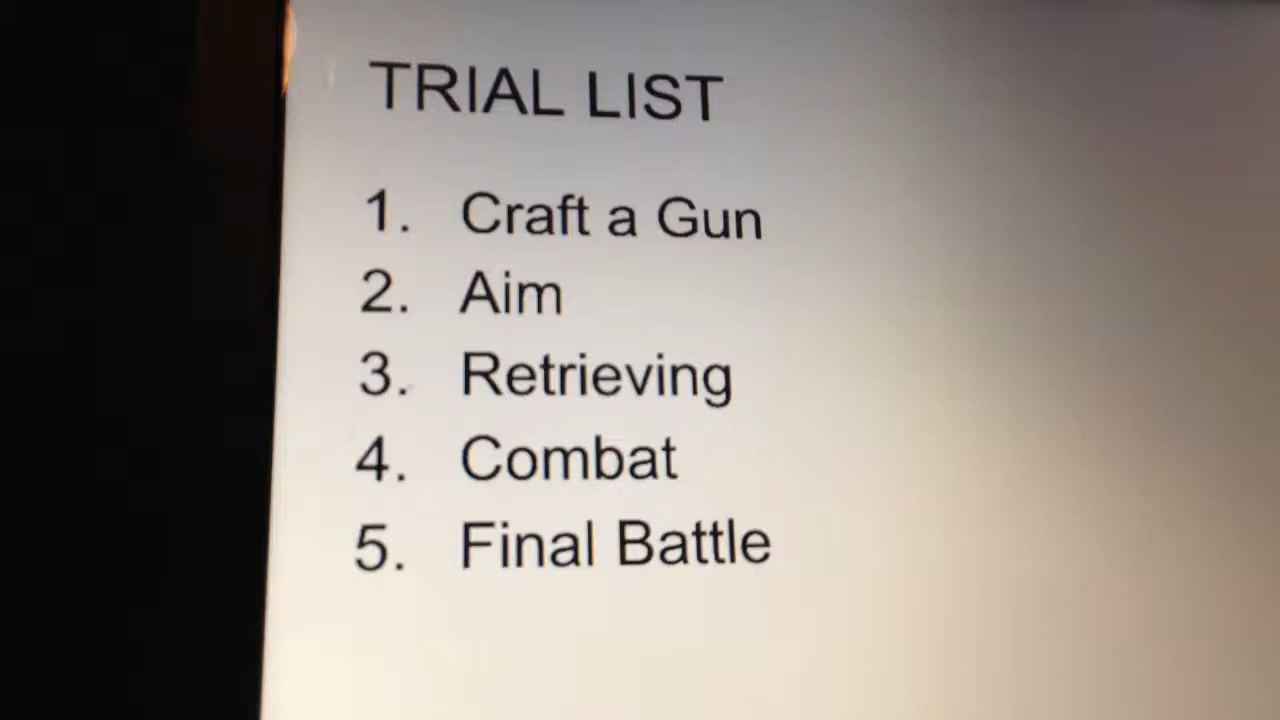 TRIAL LIST
1. Craft a Gun
2. Aim
3. Retrieving
4. Combat
5. Final Battle